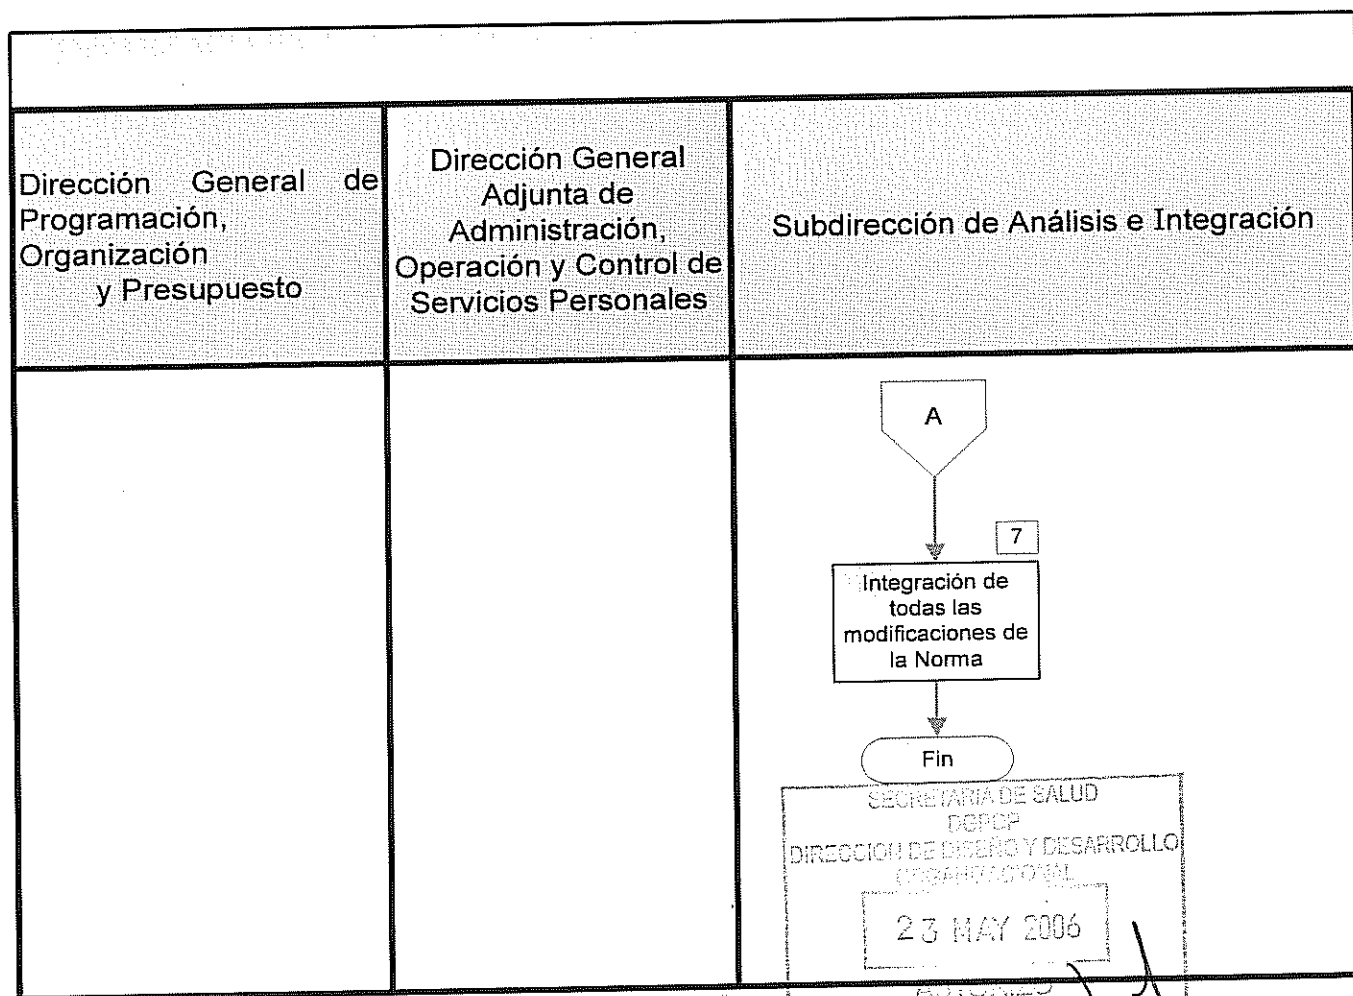 Dirección General de
Programación,
Organización
y Presupuesto
Dirección General
Adjunta de
Administración,
Operación y Control de
Servicios Personales
Subdirección de Análisis e Integración
A
7
Integración de
todas las
modificaciones de
la Norma
Fin
SECRETARIA DE SALUD
DGPOP
DIRECCION DE DISEÑO Y DESARROLLO
ORGANIZACIONAL
23 MAY 2006